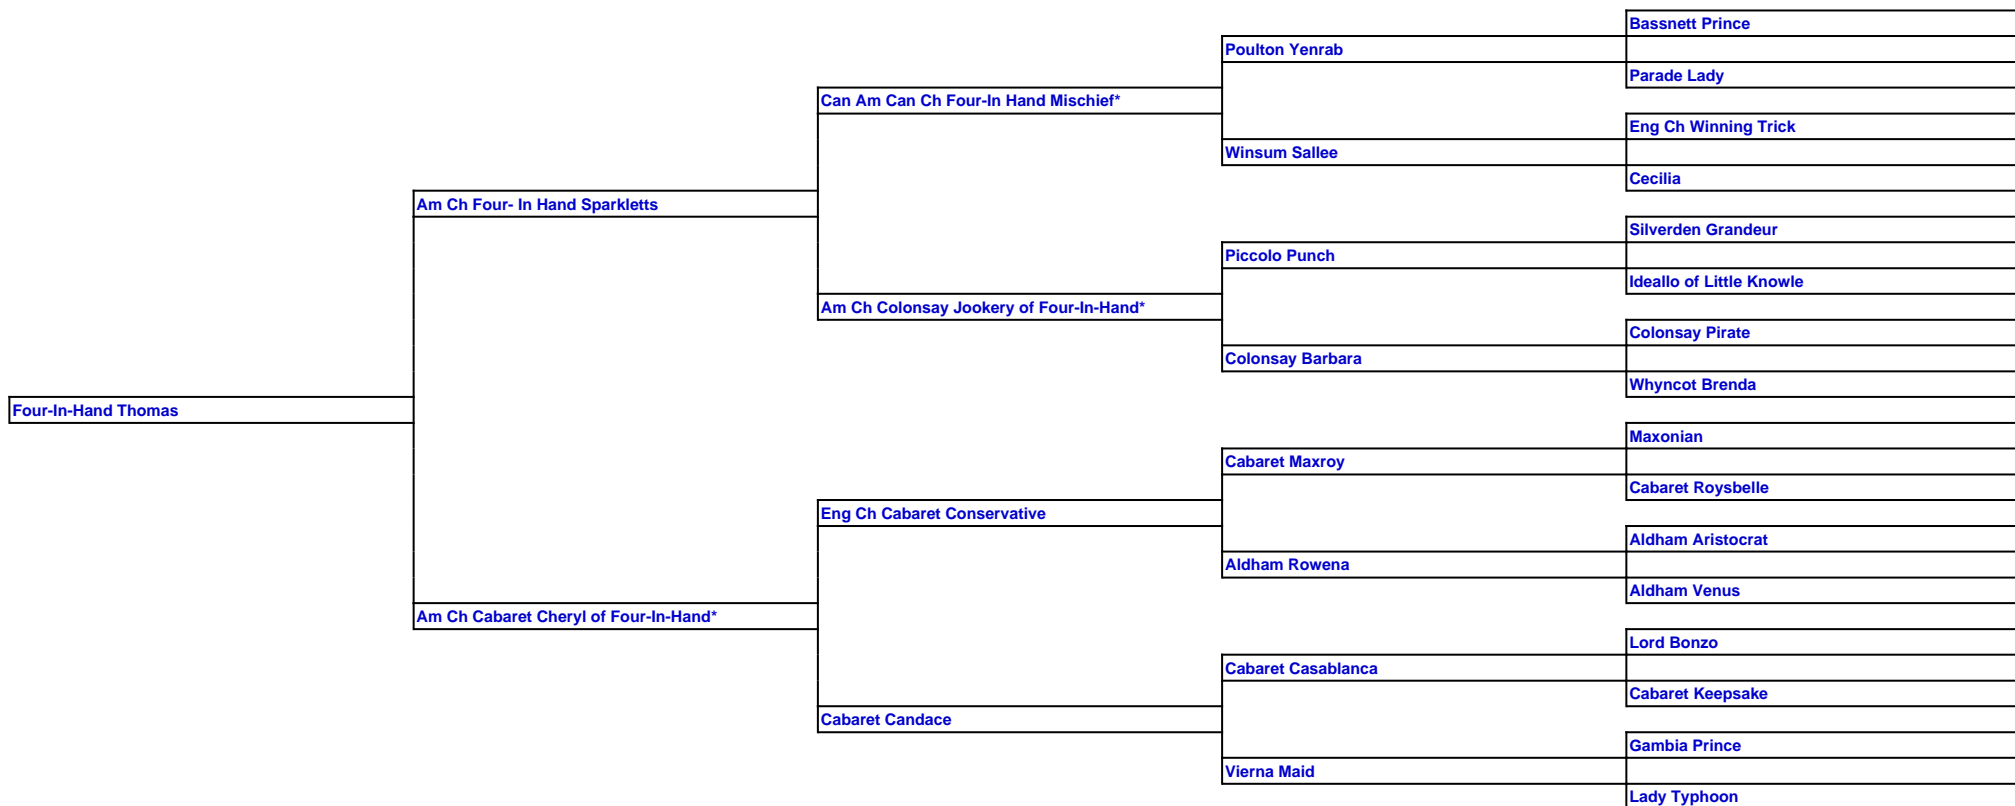 Bassnett Prince
Poulton Yenrab
Parade Lady
Can Am Can Ch Four-In Hand Mischief*
Eng Ch Winning Trick
Winsum Sallee
Cecilia
Am Ch Four- In Hand Sparkletts
Silverden Grandeur
Piccolo Punch
Ideallo of Little Knowle
Am Ch Colonsay Jookery of Four-In-Hand*
Colonsay Pirate
Colonsay Barbara
Whyncot Brenda
Four-In-Hand Thomas
Maxonian
Cabaret Maxroy
Cabaret Roysbelle
Eng Ch Cabaret Conservative
Aldham Aristocrat
Aldham Rowena
Aldham Venus
Am Ch Cabaret Cheryl of Four-In-Hand*
Lord Bonzo
Cabaret Casablanca
Cabaret Keepsake
Cabaret Candace
Gambia Prince
Vierna Maid
Lady Typhoon